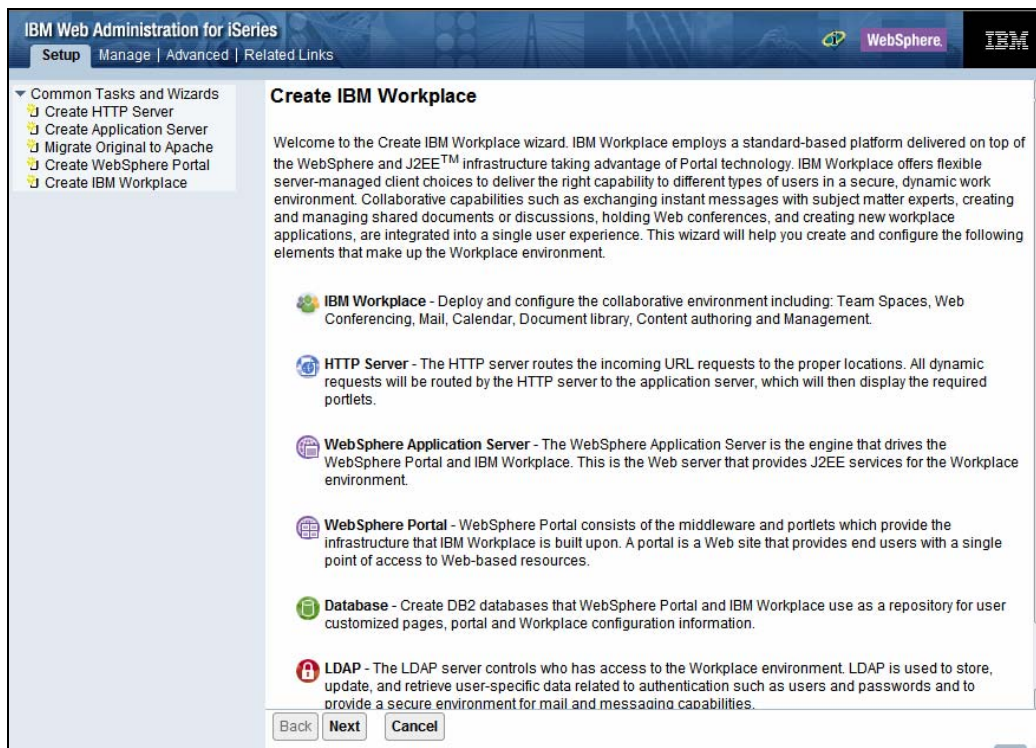 IBM Web Administration for iSeries
Setup Manage | Advanced | Related Links
WebSphere.
IBM
Common Tasks and Wizards
Create HTTP Server
Create Application Server
Migrate Original to Apache
Create WebSphere Portal
Create IBM Workplace
Create IBM Workplace
Welcome to the Create IBM Workplace wizard. IBM Workplace employs a standard-based platform delivered on top of
the WebSphere and J2EE™ infrastructure taking advantage of Portal technology. IBM Workplace offers flexible
server-managed client choices to deliver the right capability to different types of users in a secure, dynamic work
environment. Collaborative capabilities such as exchanging instant messages with subject matter experts, creating
and managing shared documents or discussions, holding Web conferences, and creating new workplace
applications, are integrated into a single user experience. This wizard will help you create and configure the following
elements that make up the Workplace environment.
IBM Workplace - Deploy and configure the collaborative environment including: Team Spaces, Web
Conferencing, Mail, Calendar, Document library, Content authoring and Management.
HTTP Server - The HTTP server routes the incoming URL requests to the proper locations. All dynamic
requests will be routed by the HTTP server to the application server, which will then display the required
portlets.
WebSphere Application Server - The WebSphere Application Server is the engine that drives the
WebSphere Portal and IBM Workplace. This is the Web server that provides J2EE services for the Workplace
environment.
WebSphere Portal - WebSphere Portal consists of the middleware and portlets which provide the
infrastructure that IBM Workplace is built upon. A portal is a Web site that provides end users with a single
point of access to Web-based resources.
Database - Create DB2 databases that WebSphere Portal and IBM Workplace use as a repository for user
customized pages, portal and Workplace configuration information.
LDAP - The LDAP server controls who has access to the Workplace environment. LDAP is used to store,
update, and retrieve user-specific data related to authentication such as users and passwords and to
provide a secure environment for mail and messaging capabilities.
Back Next Cancel